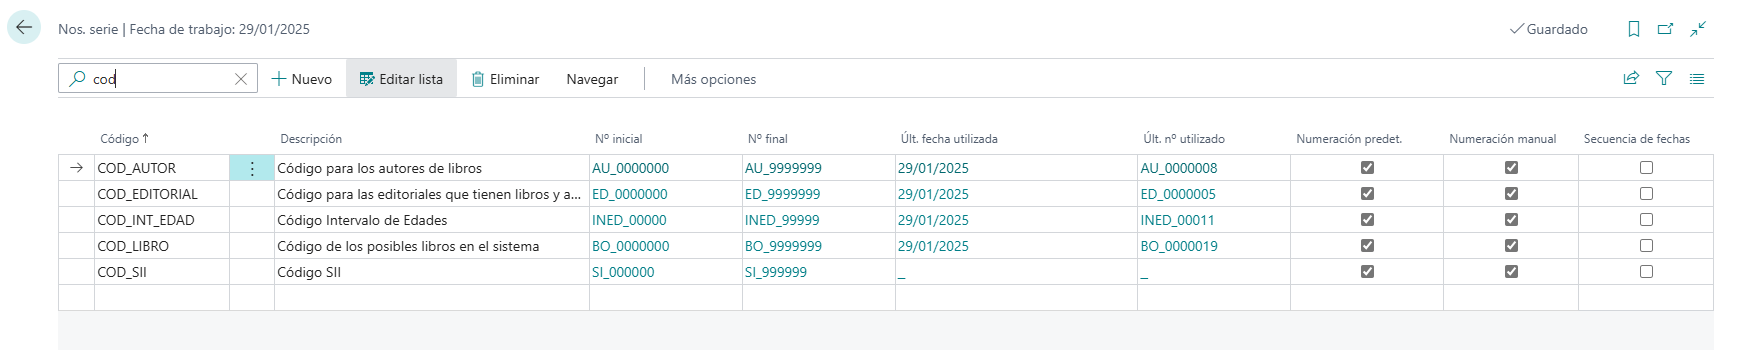 Nos. serie | Fecha de trabajo: 29/01/2025
Guardado
cod
Nuevo
Editar lista
Eliminar
Navegar
Más opciones
Código ↑ Descripción Nº inicial Nº final Últ. fecha utilizada Últ. nº utilizado Numeración predet. Numeración manual Secuencia de fechas
COD_AUTOR Código para los autores de libros AU_0000000 AU_9999999 29/01/2025 AU_0000008
COD_EDITORIAL Código para las editoriales que tienen libros y a... ED_0000000 ED_9999999 29/01/2025 ED_0000005
COD_INT_EDAD Código Intervalo de Edades INED_00000 INED_99999 29/01/2025 INED_00011
COD_LIBRO Código de los posibles libros en el sistema BO_0000000 BO_9999999 29/01/2025 BO_0000019
COD_SII Código SII SI_000000 SI_999999 _ _